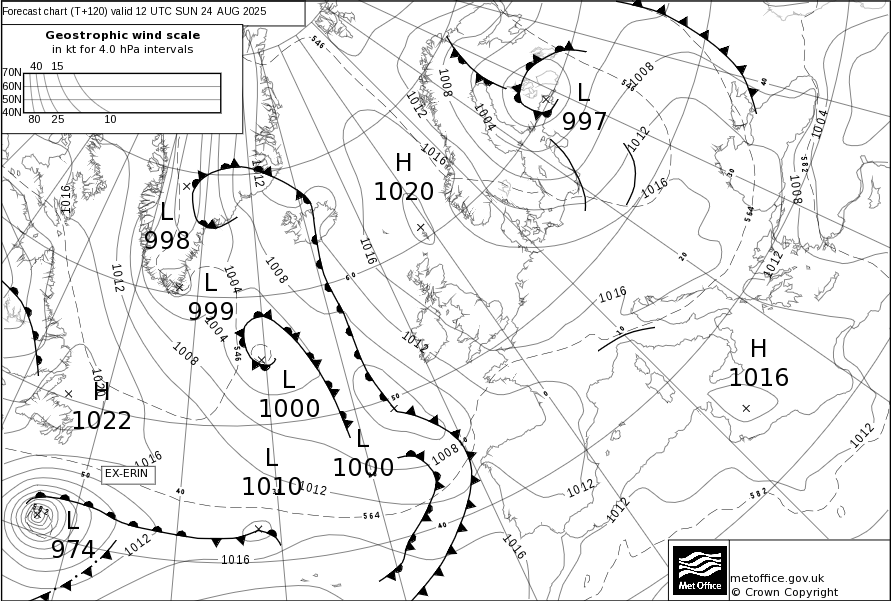 Forecast chart (T+120) valid 12 UTC SUN 24 AUG 2025
Geostrophic wind scale
in kt for 4.0 hPa intervals
40 15
70N
60N
50N
40N
80 25 10
546
1008
1012
1004
1016
L
997
546
1008
40
1012
1016
1004
582
1008
30
564
20
1012
H
1020
1012
1016
L
998
1016
1012
L
999
1004
1004
1008
1008
546
1016
60
1012
1016
10
H
1016
L
1000
H
1022
50
0
L
1000
1008
L
1010
1012
1016
50
EX-ERIN
40
564
40
1012
1012
1012
582
L
974
1012
1016
1016
Met Office
metoffice.gov.uk
© Crown Copyright